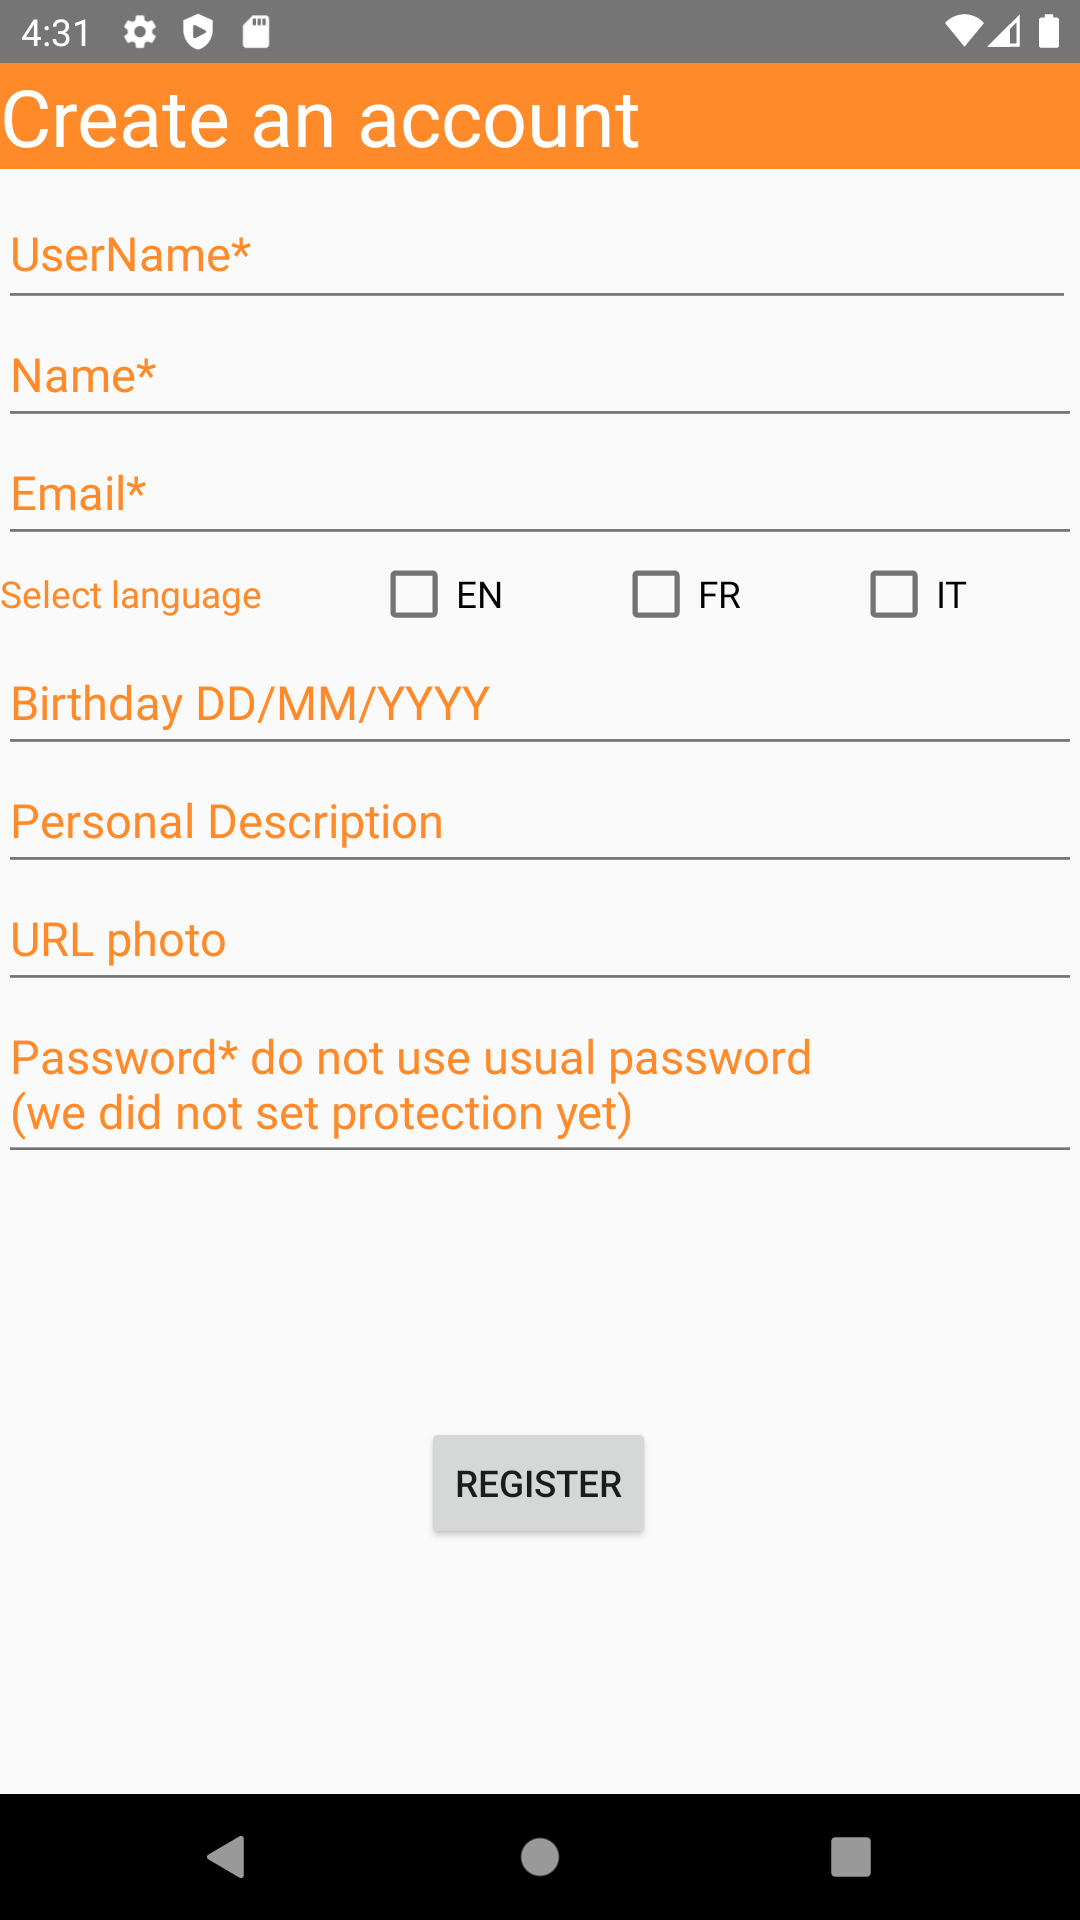 4:31
Create an account
UserName*
Name*
Email*
Select language EN FR IT
Birthday DD/MM/YYYY
Personal Description
URL photo
Password* do not use usual password
(we did not set protection yet)
REGISTER